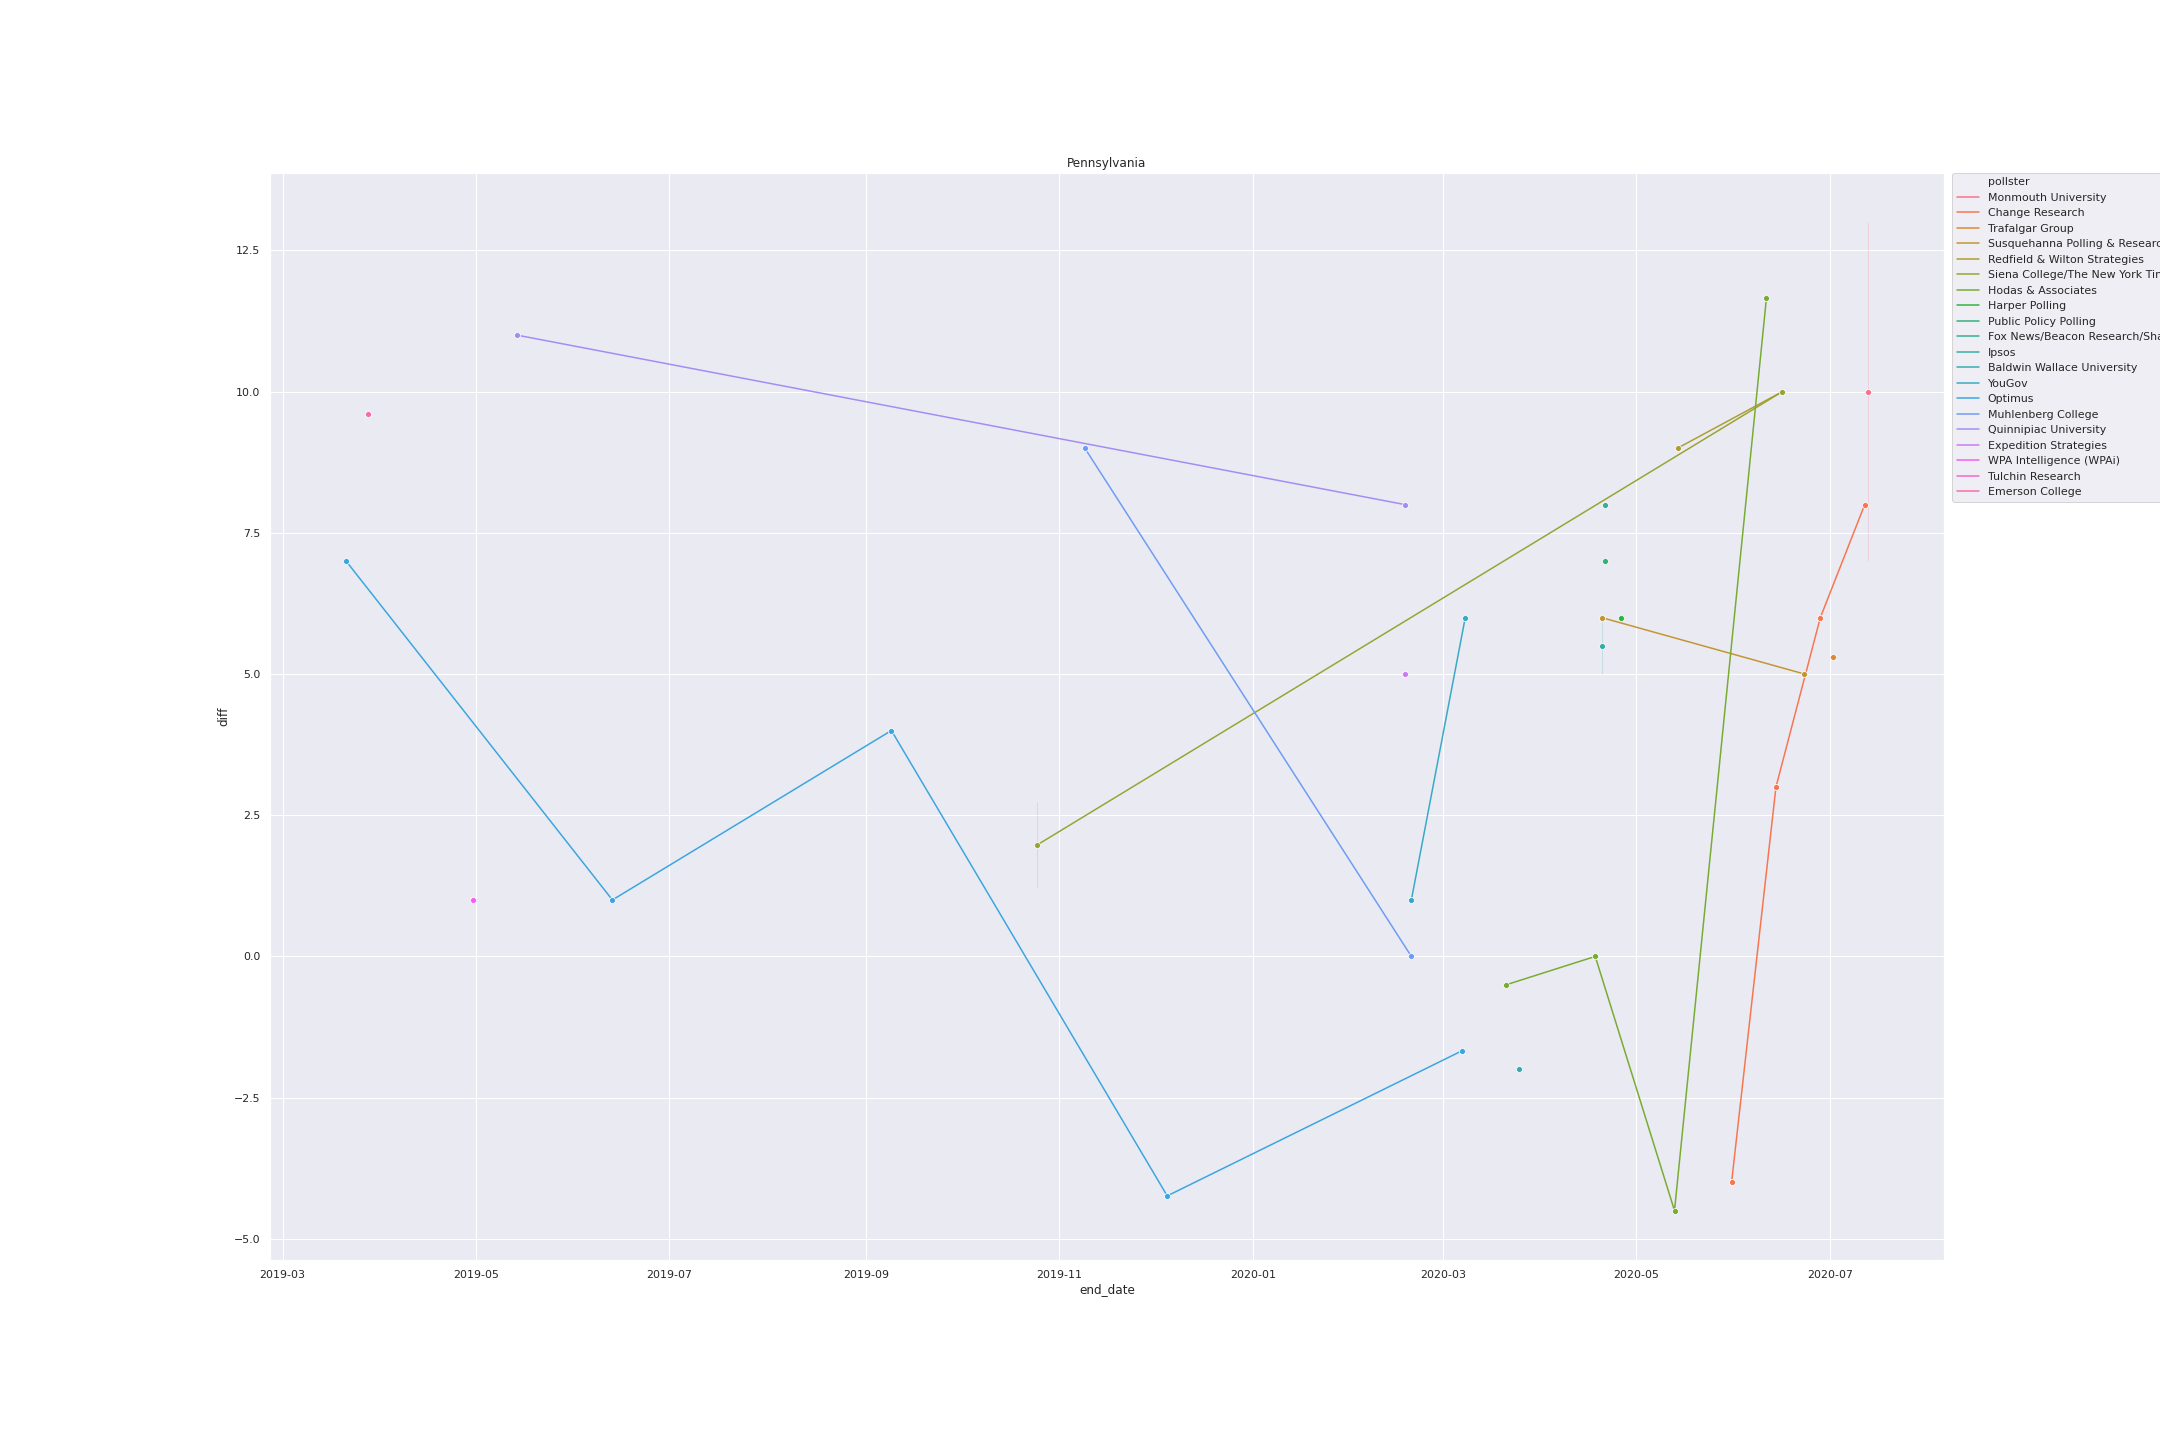 Pennsylvania
12.5
10.0
7.5
5.0
2.5
0.0
−2.5
−5.0
diff
2019-03 2019-05 2019-07 2019-09 2019-11 2020-01 2020-03 2020-05 2020-07
end_date
pollster
Monmouth University
Change Research
Trafalgar Group
Susquehanna Polling & Researc
Redfield & Wilton Strategies
Siena College/The New York Tim
Hodas & Associates
Harper Polling
Public Policy Polling
Fox News/Beacon Research/Sha
Ipsos
Baldwin Wallace University
YouGov
Optimus
Muhlenberg College
Quinnipiac University
Expedition Strategies
WPA Intelligence (WPAi)
Tulchin Research
Emerson College